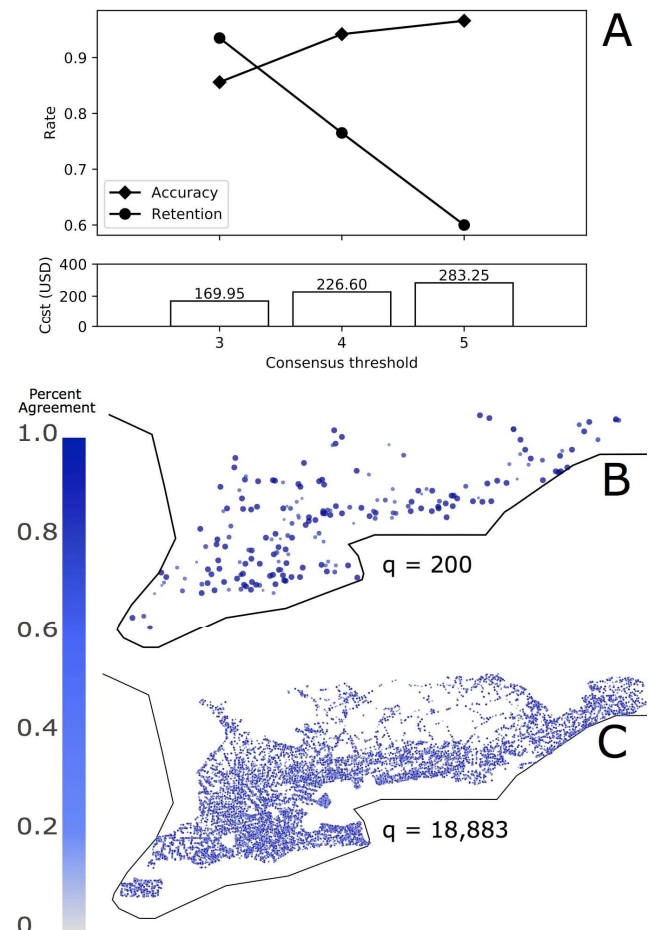 A
0.9
0.8
0.7
0.6
Rate
Accuracy
Retention
400
200
0
Cost (USD)
169.95
226.60
283.25
3 4 5
Consensus threshold
Percent
Agreement
1.0
0.8
0.6
0.4
0.2
0
B
q = 200
C
q = 18,883